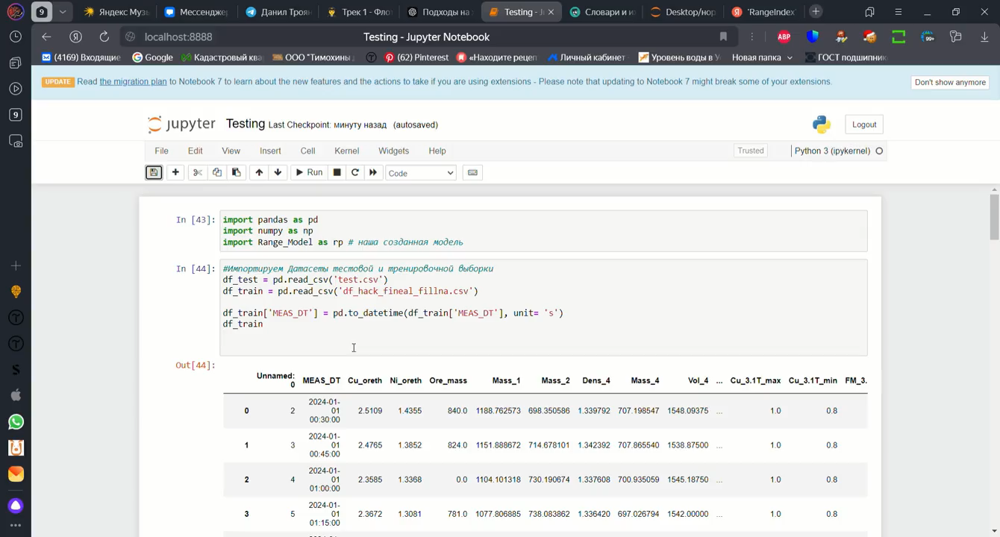 9
Яндекс Музы
Мессендже
Данил Троян
Трек 1 - Фло
Подходы на
Testing - J
Словари и и
Desktop/нор
'RangeIndex'
localhost:8888
Testing - Jupyter Notebook
ABP
99+
(4169) Входящие
Google
Кадастровый ква
ООО "Тимохины
(62) Pinterest
«Находите рецеп
Личный кабинет
Уровень воды в У
Новая папка
ГОСТ подшипник
UPDATE Read the migration plan to Notebook 7 to learn about the new features and the actions to take if you are using extensions - Please note that updating to Notebook 7 might break some of your extensions.
Don't show anymore
9
jupyter Testing Last Checkpoint: минуту назад (autosaved)
Logout
File Edit View Insert Cell Kernel Widgets Help
Trusted
Python 3 (ipykernel)
Run
Code
In [43]:
import pandas as pd
import numpy as np
import Range_Model as rp # наша созданная модель
In [44]:
#Импортируем Датасеты тестовой и тренировочной выборки
df_test = pd.read_csv('test.csv')
df_train = pd.read_csv('df_hack_fineal_fillna.csv')
df_train['MEAS_DT'] = pd.to_datetime(df_train['MEAS_DT'], unit= 's')
df_train
Out[44]:
Unnamed: 0 MEAS_DT Cu_oreth Ni_oreth Ore_mass Mass_1 Mass_2 Dens_4 Mass_4 Vol_4 ... Cu_3.1T_max Cu_3.1T_min FM_3.
0 2 2024-01-01 00:30:00 2.5109 1.4355 840.0 1188.762573 698.350586 1.339792 707.198547 1548.09375 ... 1.0 0.8
1 3 2024-01-01 00:45:00 2.4765 1.3852 824.0 1151.888672 714.678101 1.342392 707.865540 1538.87500 ... 1.0 0.8
2 4 2024-01-01 01:00:00 2.3585 1.3368 0.0 1104.101318 730.190674 1.337608 700.935059 1545.18750 ... 1.0 0.8
3 5 2024-01-01 01:15:00 2.3672 1.3081 781.0 1077.806885 738.083862 1.336420 697.026794 1542.00000 ... 1.0 0.8